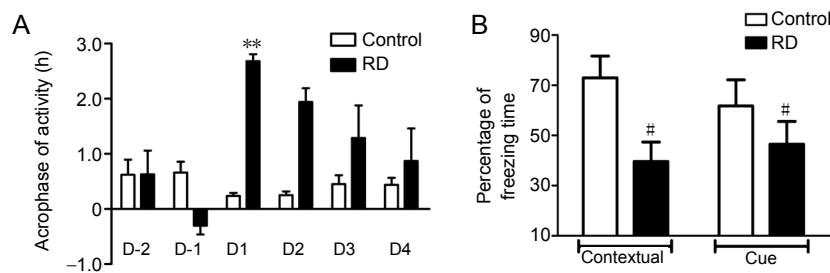 A
Acrophase of activity (h)
3.0
2.0
1.0
0
−1.0
**
Control
RD
D-2 D-1 D1 D2 D3 D4
B
Percentage of
freezing time
90
70
50
30
10
Control
RD
# #
Contextual Cue